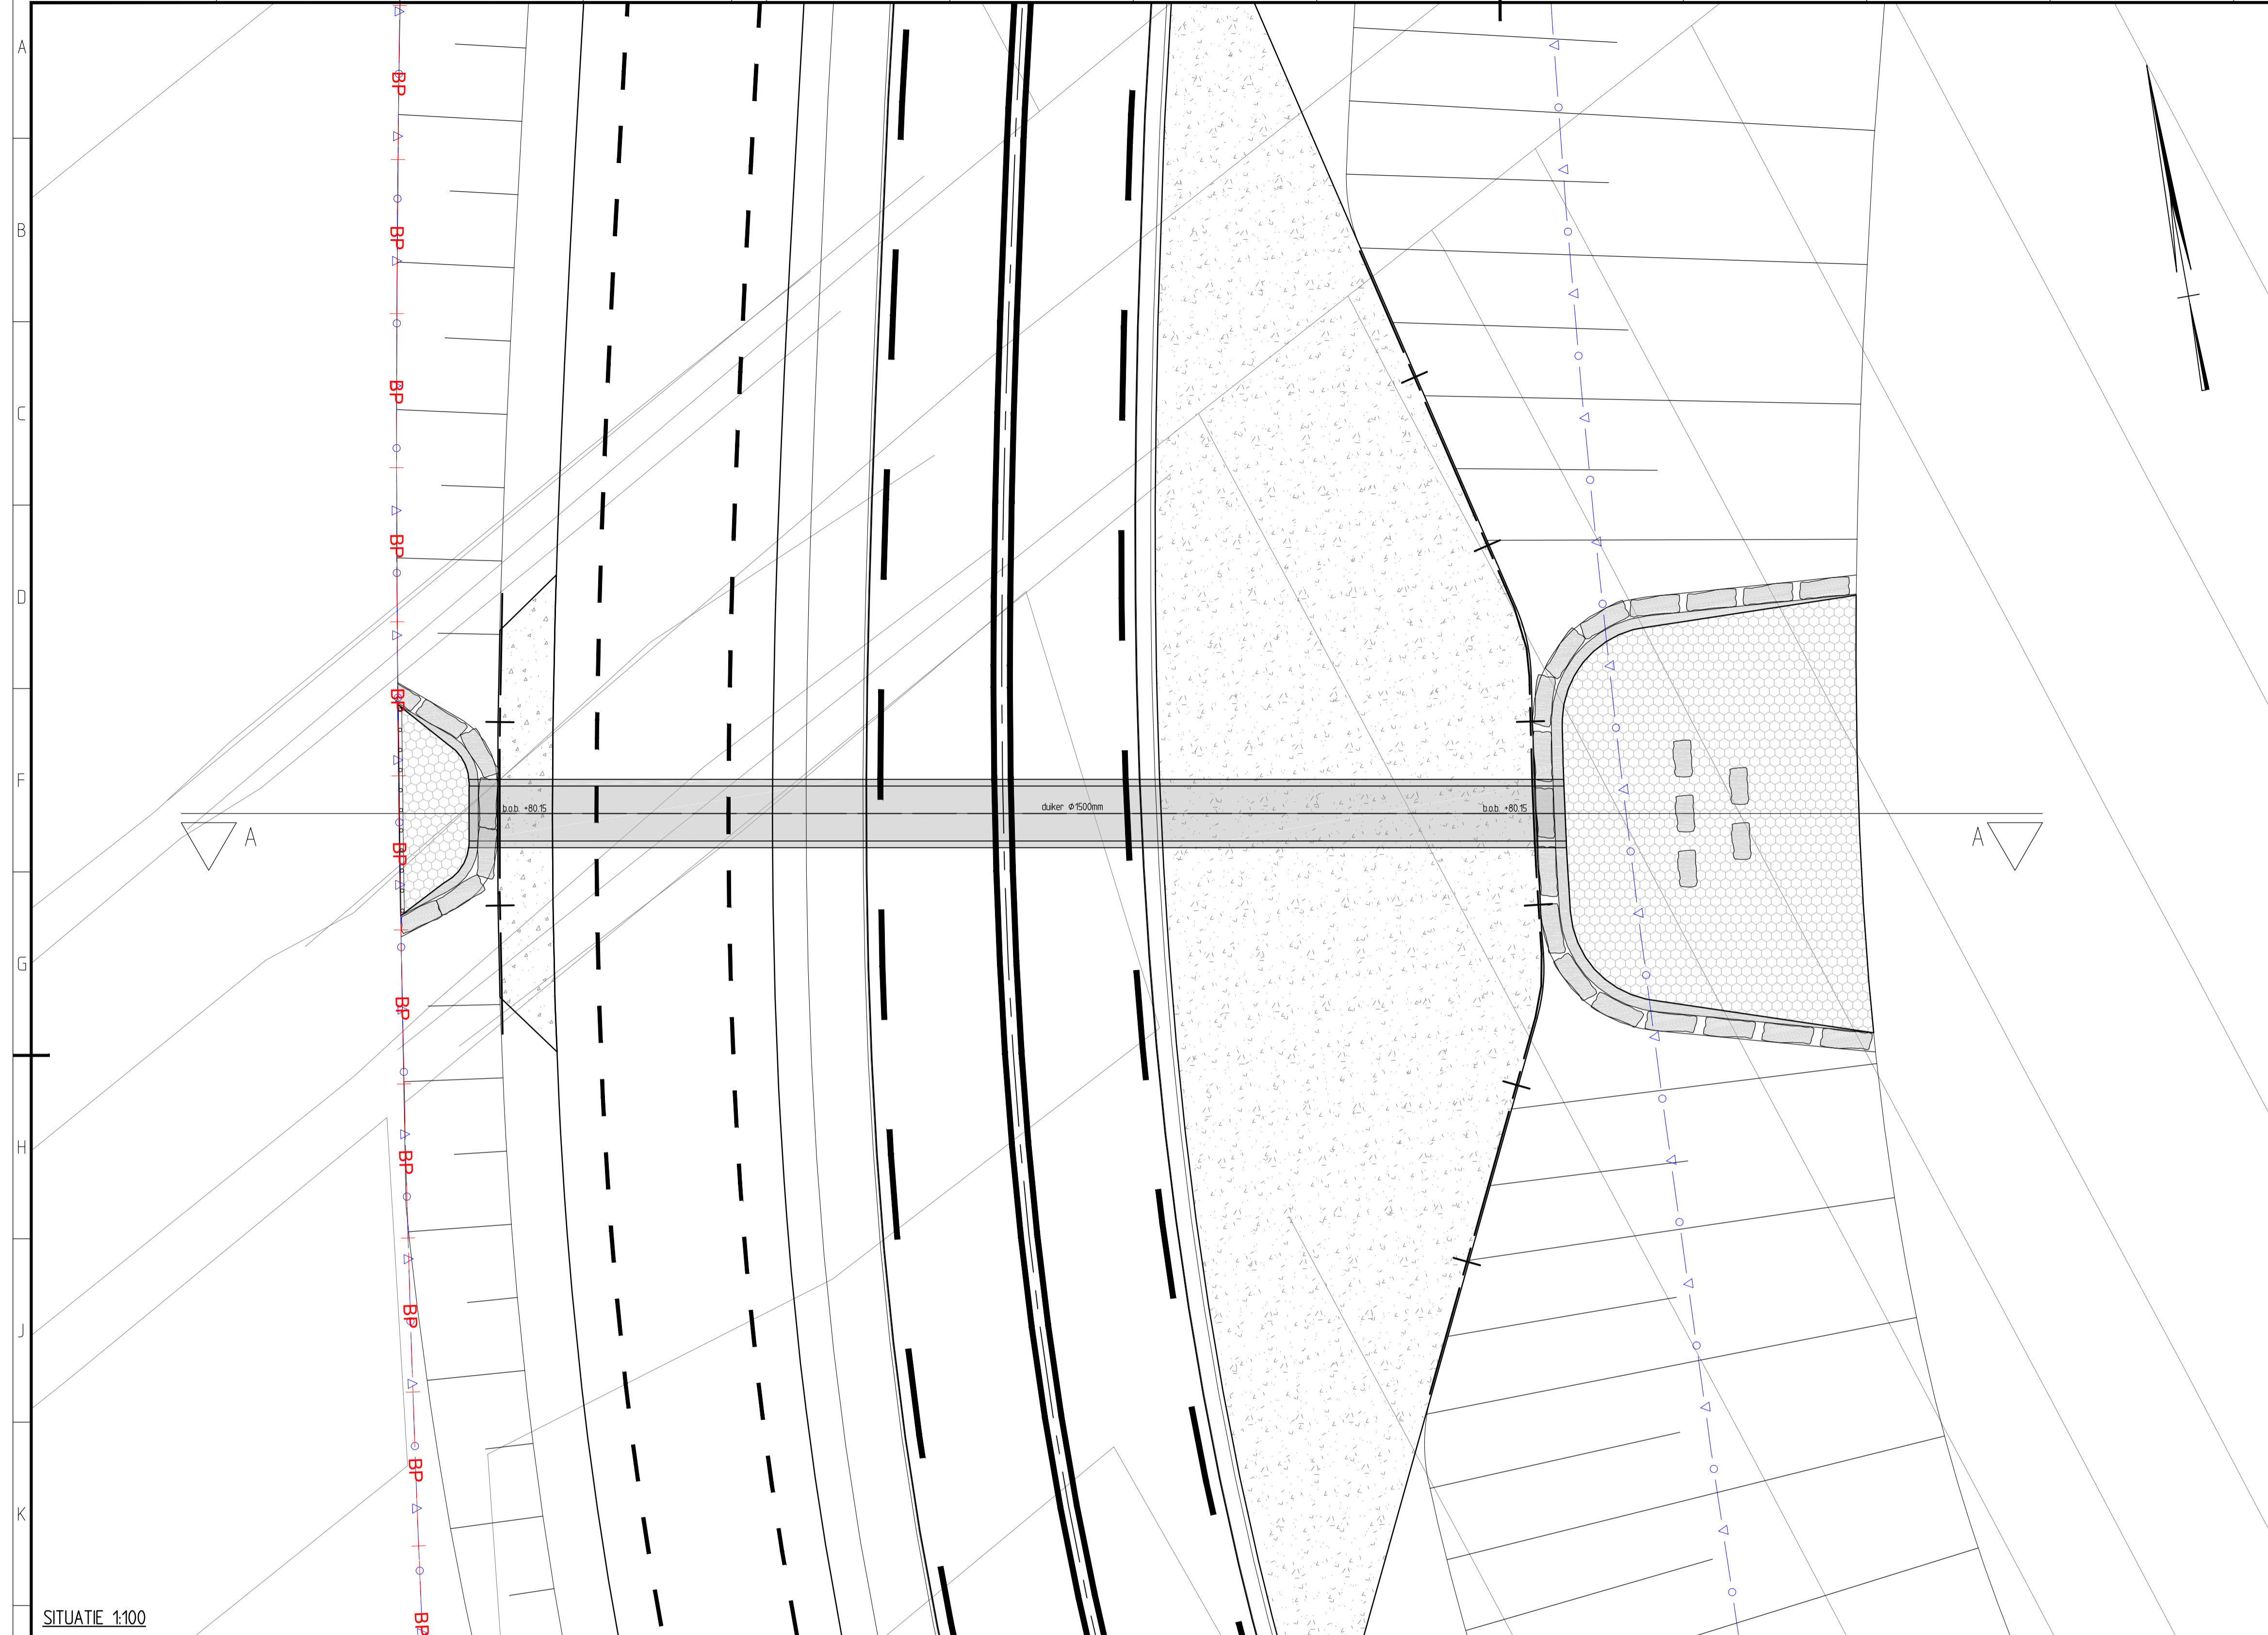 A
B
C
D
F
G
H
J
K
BP
BP
BP
BP
BP
BP
BP
BP
BP
BP
BP
b.o.b. +80.15
duiker Ø1500mm
b.o.b. +80.15
A
A
SITUATIE 1:100